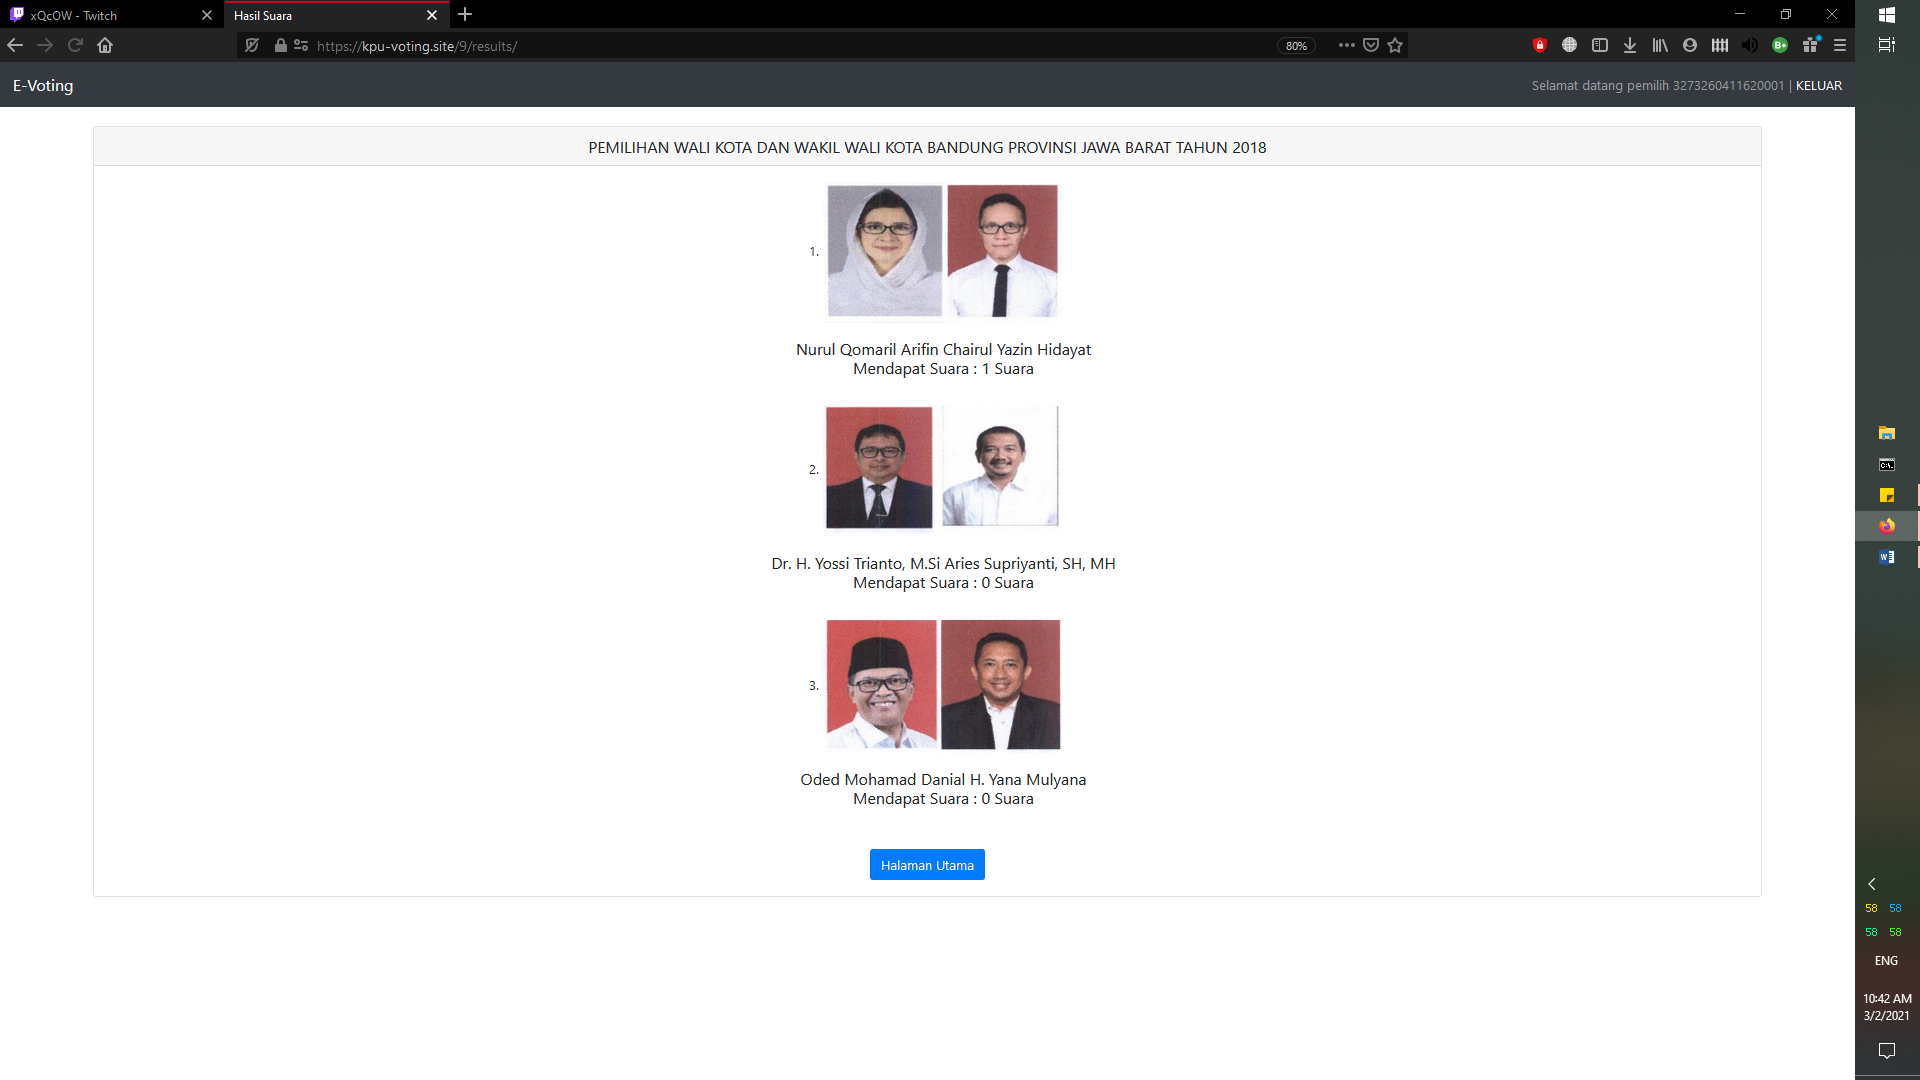 xQcOW - Twitch
Hasil Suara
https://kpu-voting.site/9/results/
80%
E-Voting
Selamat datang pemilih 3273260411620001 | KELUAR
PEMILIHAN WALI KOTA DAN WAKIL WALI KOTA BANDUNG PROVINSI JAWA BARAT TAHUN 2018
1.
Nurul Qomaril Arifin Chairul Yazin Hidayat
Mendapat Suara : 1 Suara
2.
Dr. H. Yossi Trianto, M.Si Aries Supriyanti, SH, MH
Mendapat Suara : 0 Suara
3.
Oded Mohamad Danial H. Yana Mulyana
Mendapat Suara : 0 Suara
Halaman Utama
58 58
58 58
ENG
10:42 AM
3/2/2021